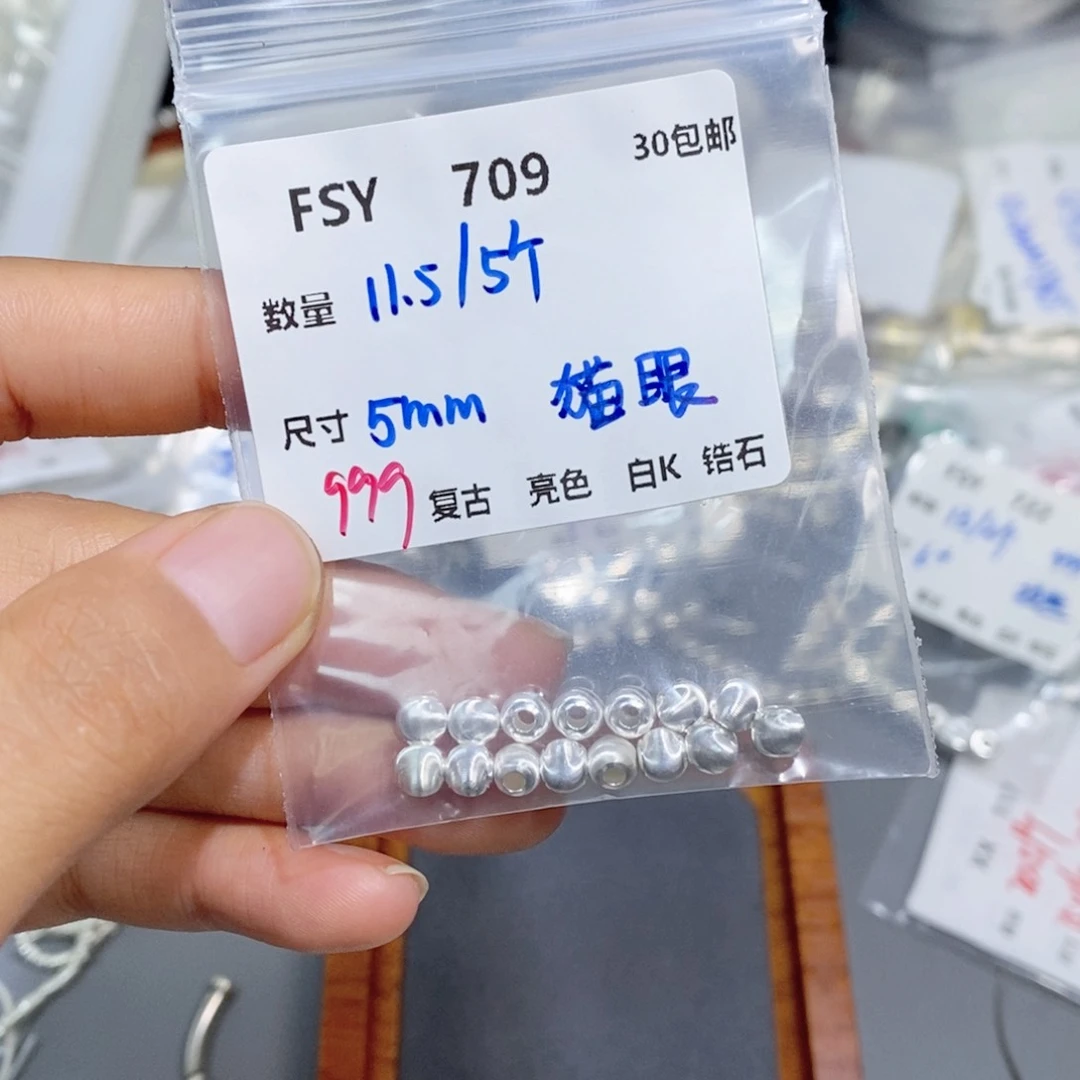 30包邮
FSY 709
数量 11.5/5个
尺寸 5mm 猫眼
999 复古 亮色 白K 锆石